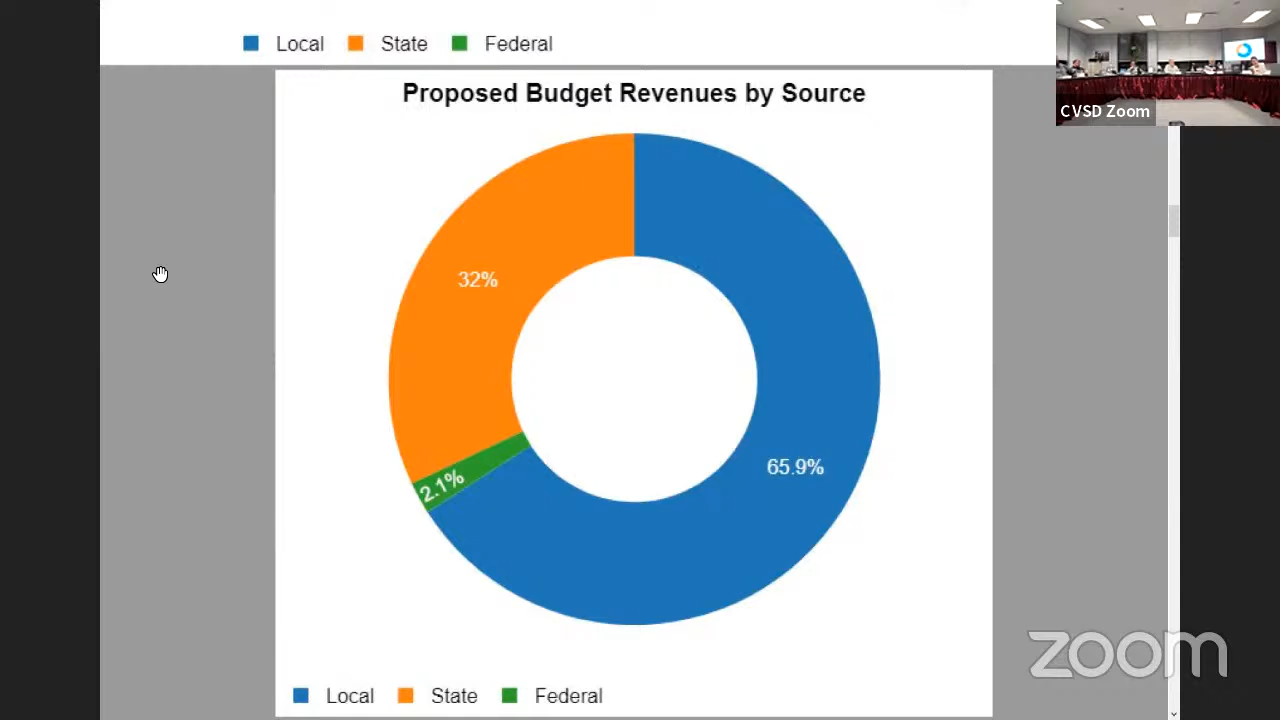 Local State Federal
CVSD Zoom
Proposed Budget Revenues by Source
32%
65.9%
2.1%
Local State Federal
zoom